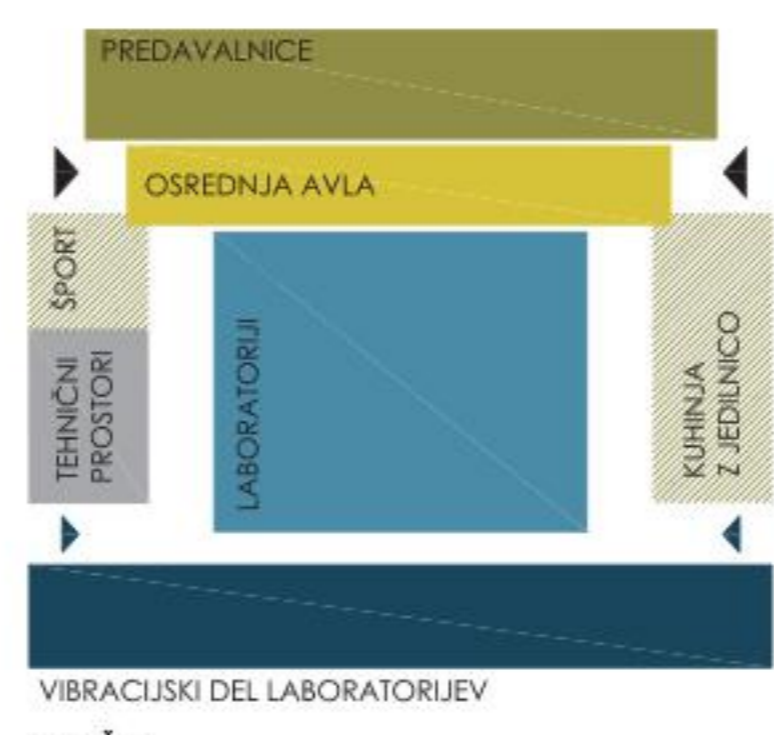 PREDAVALNICE
OSREDNJA AVLA
ŠPORT
TEHNIČNI
PROSTORI
LABORATORIJI
KUHINJA
Z JEDILNICO
VIBRACIJSKI DEL LABORATORIJEV